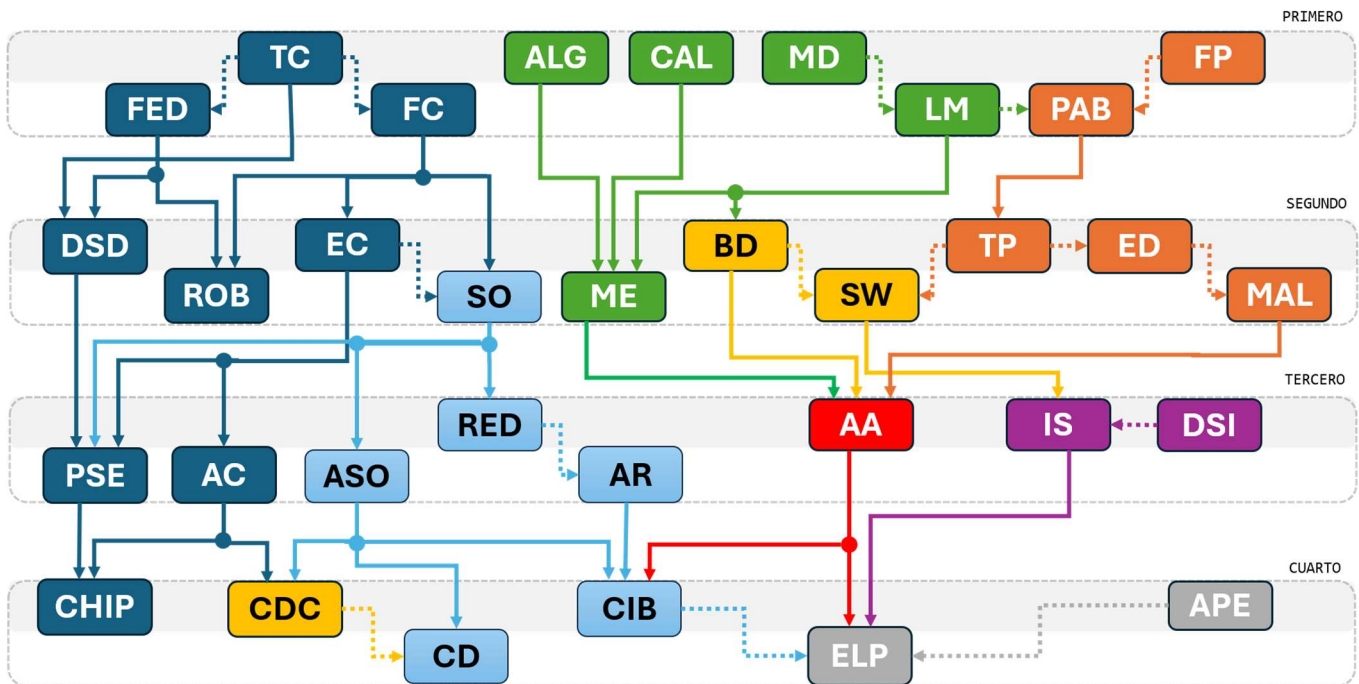 PRIMERO
TC
ALG
CAL
MD
FP
FED
FC
LM
PAB
SEGUNDO
DSD
EC
BD
TP
ED
ROB
SO
ME
SW
MAL
TERCERO
RED
AA
IS
DSI
PSE
AC
ASO
AR
CUARTO
CHIP
CDC
CIB
APE
CD
ELP